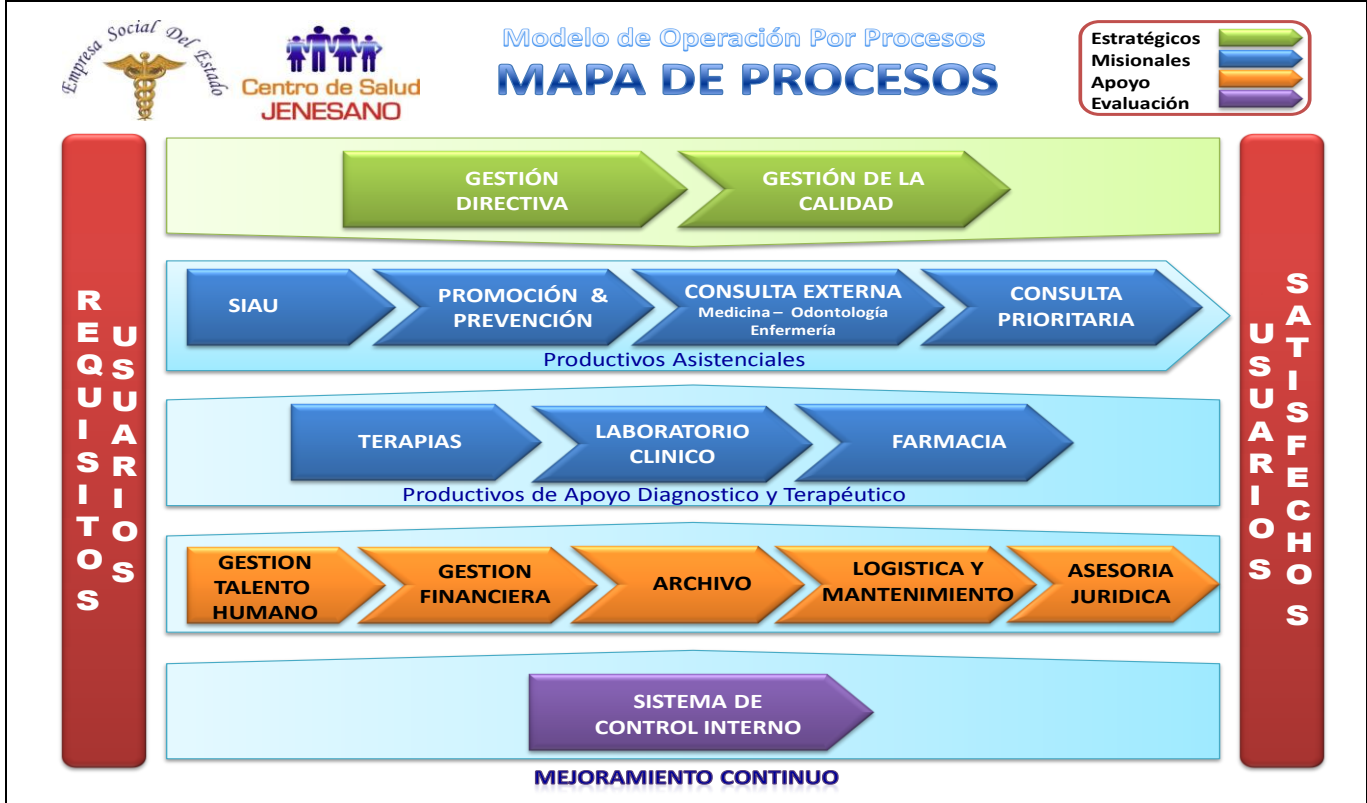 Empresa Social Del Estado
Centro de Salud
JENESANO
Modelo de Operación Por Procesos
MAPA DE PROCESOS
Estratégicos
Misionales
Apoyo
Evaluación
REQUISITOS
USUARIOS
GESTIÓN
DIRECTIVA
GESTIÓN DE LA
CALIDAD
SIAU
PROMOCIÓN &
PREVENCIÓN
CONSULTA EXTERNA
Medicina – Odontología
Enfermería
CONSULTA
PRIORITARIA
Productivos Asistenciales
TERAPIAS
LABORATORIO
CLINICO
FARMACIA
Productivos de Apoyo Diagnostico y Terapéutico
GESTION
TALENTO
HUMANO
GESTION
FINANCIERA
ARCHIVO
LOGISTICA Y
MANTENIMIENTO
ASESORIA
JURIDICA
SISTEMA DE
CONTROL INTERNO
MEJORAMIENTO CONTINUO
USUARIOS
SATISFECHOS